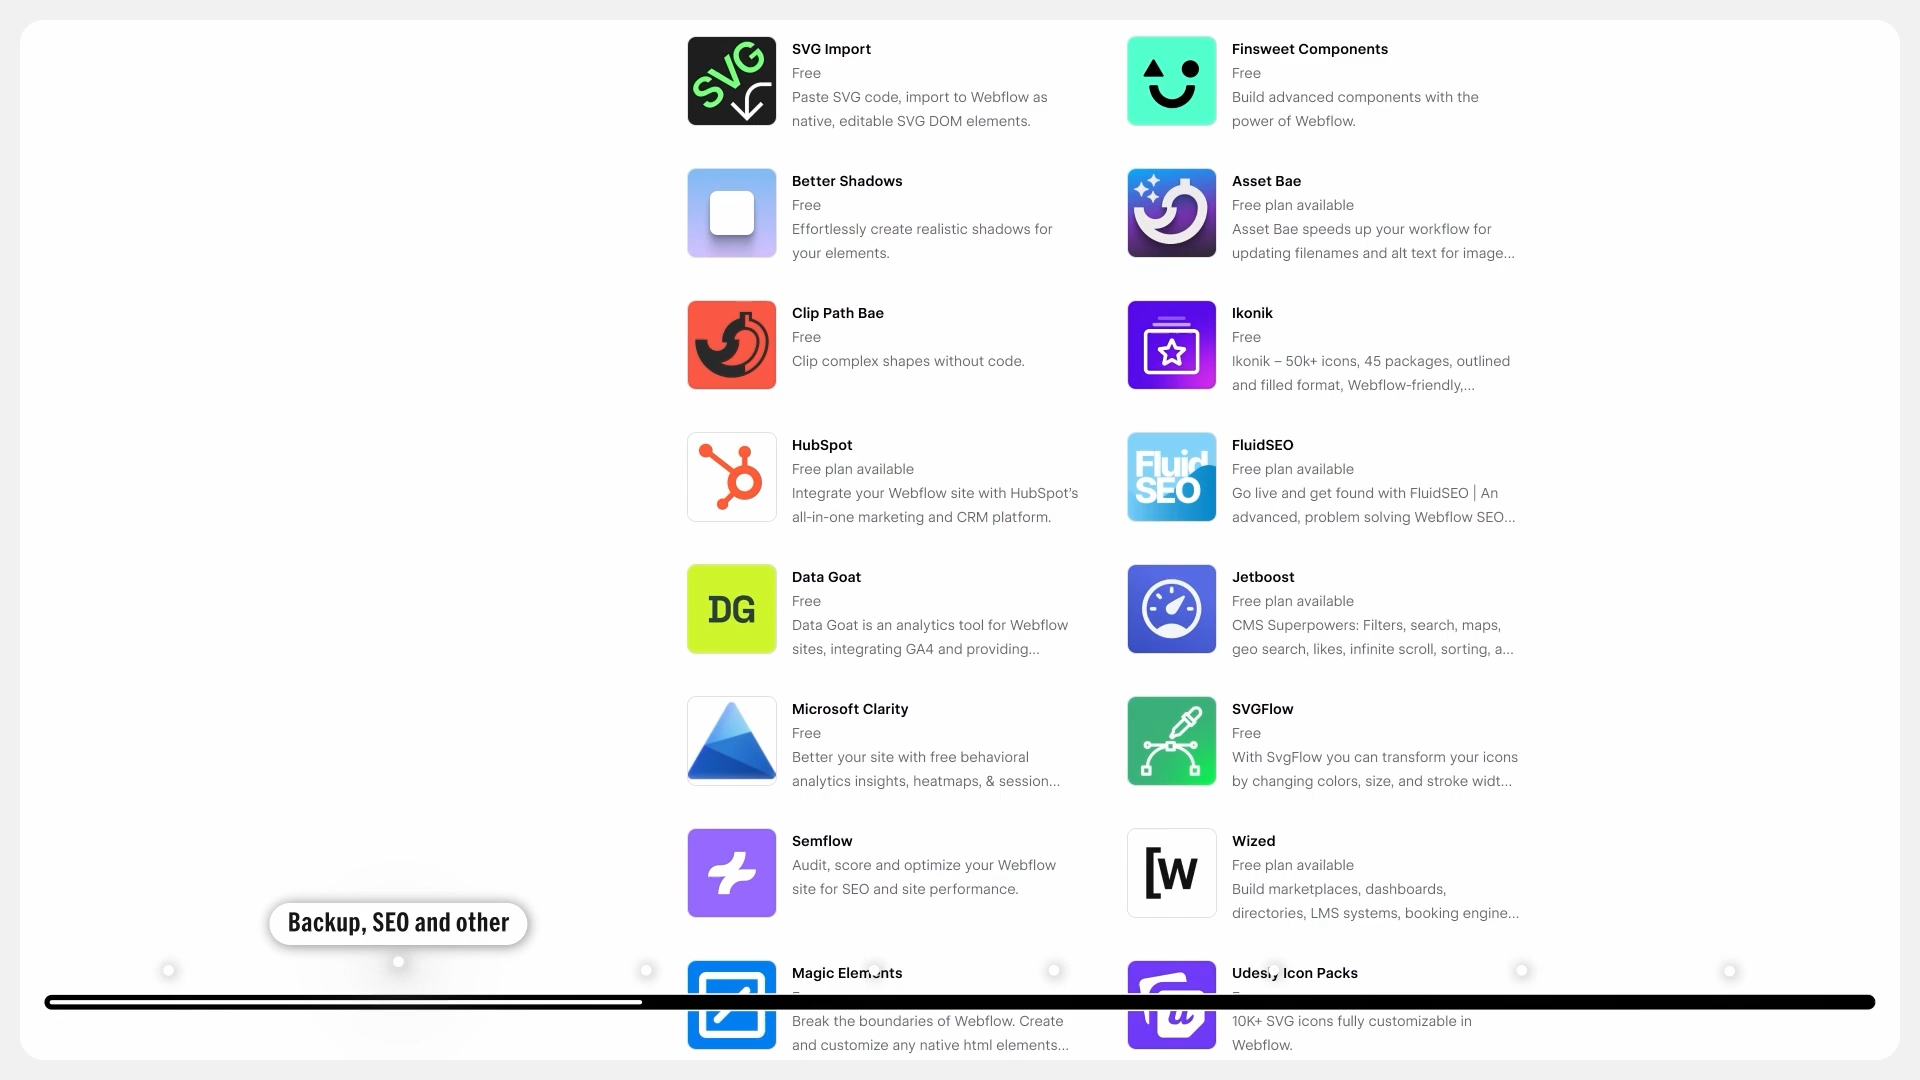 SVG
SVG Import
Free
Paste SVG code, import to Webflow as
native, editable SVG DOM elements.
Finsweet Components
Free
Build advanced components with the
power of Webflow.
Better Shadows
Free
Effortlessly create realistic shadows for
your elements.
Asset Bae
Free plan available
Asset Bae speeds up your workflow for
updating filenames and alt text for image...
Clip Path Bae
Free
Clip complex shapes without code.
Ikonik
Free
Ikonik – 50k+ icons, 45 packages, outlined
and filled format, Webflow-friendly,...
HubSpot
Free plan available
Integrate your Webflow site with HubSpot's
all-in-one marketing and CRM platform.
Fluid
SEO
FluidSEO
Free plan available
Go live and get found with FluidSEO | An
advanced, problem solving Webflow SEO...
DG
Data Goat
Free
Data Goat is an analytics tool for Webflow
sites, integrating GA4 and providing...
Jetboost
Free plan available
CMS Superpowers: Filters, search, maps,
geo search, likes, infinite scroll, sorting, a...
Microsoft Clarity
Free
Better your site with free behavioral
analytics insights, heatmaps, & session...
SVGFlow
Free
With SvgFlow you can transform your icons
by changing colors, size, and stroke widt...
Semflow
Audit, score and optimize your Webflow
site for SEO and site performance.
[W
Wized
Free plan available
Build marketplaces, dashboards,
directories, LMS systems, booking engine...
Backup, SEO and other
Magic Elements
Break the boundaries of Webflow. Create
and customize any native html elements...
u
Udesly Icon Packs
10K+ SVG icons fully customizable in
Webflow.